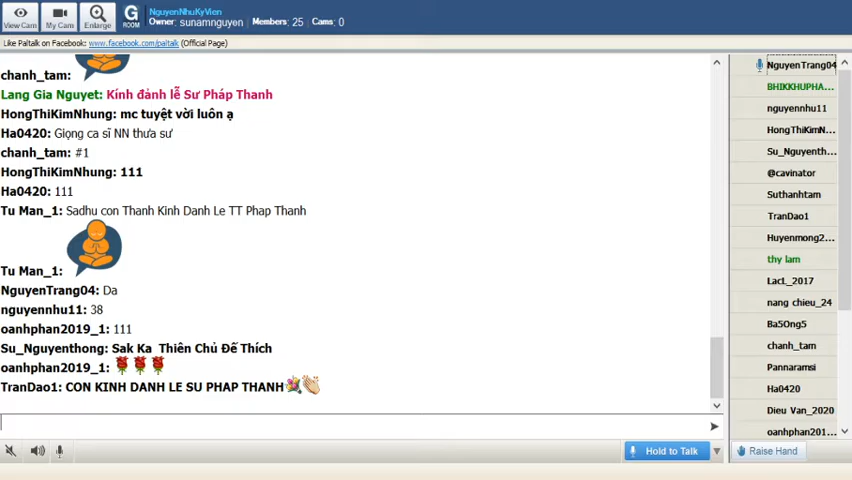 NguyenNhuKyVien
G
ROOM
Owner: sunamnguyen Members: 25 Cams: 0
View Cam My Cam Enlarge
Like Paltalk on Facebook: www.facebook.com/paltalk (Official Page)
chanh_tam:
Lang Gia Nguyet: Kính đảnh lễ Sư Pháp Thanh
HongThiKimNhung: mc tuyệt vời luôn ạ
Ha0420: Giọng ca sĩ NN thưa sư
chanh_tam: #1
HongThiKimNhung: 111
Ha0420: 111
Tu Man_1: Sadhu con Thanh Kinh Danh Le TT Phap Thanh
Tu Man_1:
NguyenTrang04: Da
nguyennhu11: 38
oanhphan2019_1: 111
Su_Nguyenthong: Sak Ka Thiên Chủ Đế Thích
oanhphan2019_1:
TranDao1: CON KINH DANH LE SU PHAP THANH
NguyenTrang04
BHIKKHUPHA...
nguyennhu11
HongThiKimN...
Su_Nguyenth...
@cavinator
Suthanhtam
TranDao1
Huyenmong2...
thy lam
LacL_2017
nang chieu_24
Ba5Ong5
chanh_tam
Pannaramsi
Ha0420
Dieu Van_2020
oanhphan201...
Hold to Talk
Raise Hand